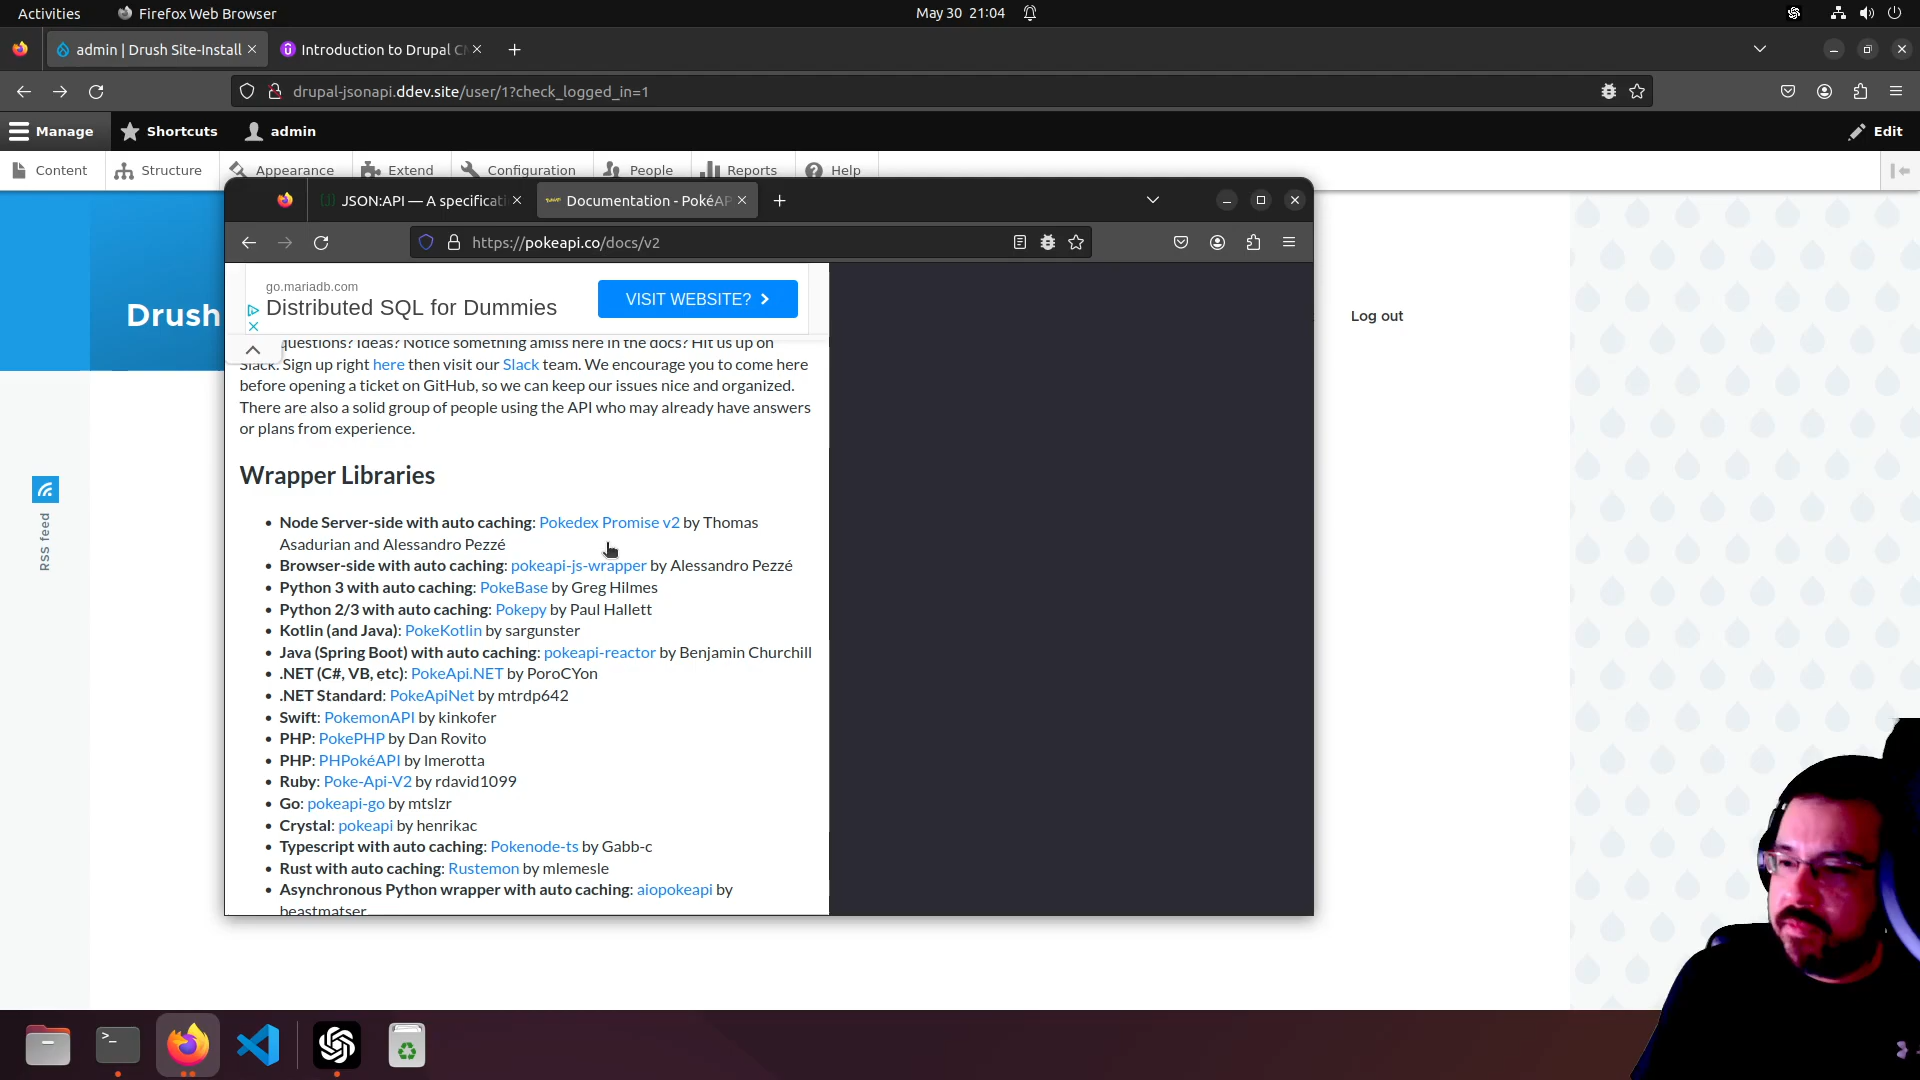 Activities
Firefox Web Browser
May 30 21:04
admin | Drush Site-Install
Introduction to Drupal C
drupal-jsonapi.ddev.site/user/1?check_logged_in=1
Manage
Shortcuts
admin
Edit
Content
Structure
Appearance
Extend
Configuration
People
Reports
Help
JSON:API — A specificati
Documentation - PokéAP
https://pokeapi.co/docs/v2
go.mariadb.com
Distributed SQL for Dummies
VISIT WEBSITE?
questions? Ideas? Notice something amiss here in the docs? Hit us up on
Slack. Sign up right here then visit our Slack team. We encourage you to come here
before opening a ticket on GitHub, so we can keep our issues nice and organized.
There are also a solid group of people using the API who may already have answers
or plans from experience.
Wrapper Libraries
• Node Server-side with auto caching: Pokedex Promise v2 by Thomas
Asadurian and Alessandro Pezzé
• Browser-side with auto caching: pokeapi-js-wrapper by Alessandro Pezzé
• Python 3 with auto caching: PokeBase by Greg Hilmes
• Python 2/3 with auto caching: Pokepy by Paul Hallett
• Kotlin (and Java): PokeKotlin by sargunster
• Java (Spring Boot) with auto caching: pokeapi-reactor by Benjamin Churchill
• .NET (C#, VB, etc): PokeApi.NET by PoroCYon
• .NET Standard: PokeApiNet by mtrdp642
• Swift: PokemonAPI by kinkofer
• PHP: PokePHP by Dan Rovito
• PHP: PHPokéAPI by lmerotta
• Ruby: Poke-Api-V2 by rdavid1099
• Go: pokeapi-go by mtslzr
• Crystal: pokeapi by henrikac
• Typescript with auto caching: Pokenode-ts by Gabb-c
• Rust with auto caching: Rustemon by mlemesle
• Asynchronous Python wrapper with auto caching: aiopokeapi by
beastmatser
Drush
Log out
RSS feed